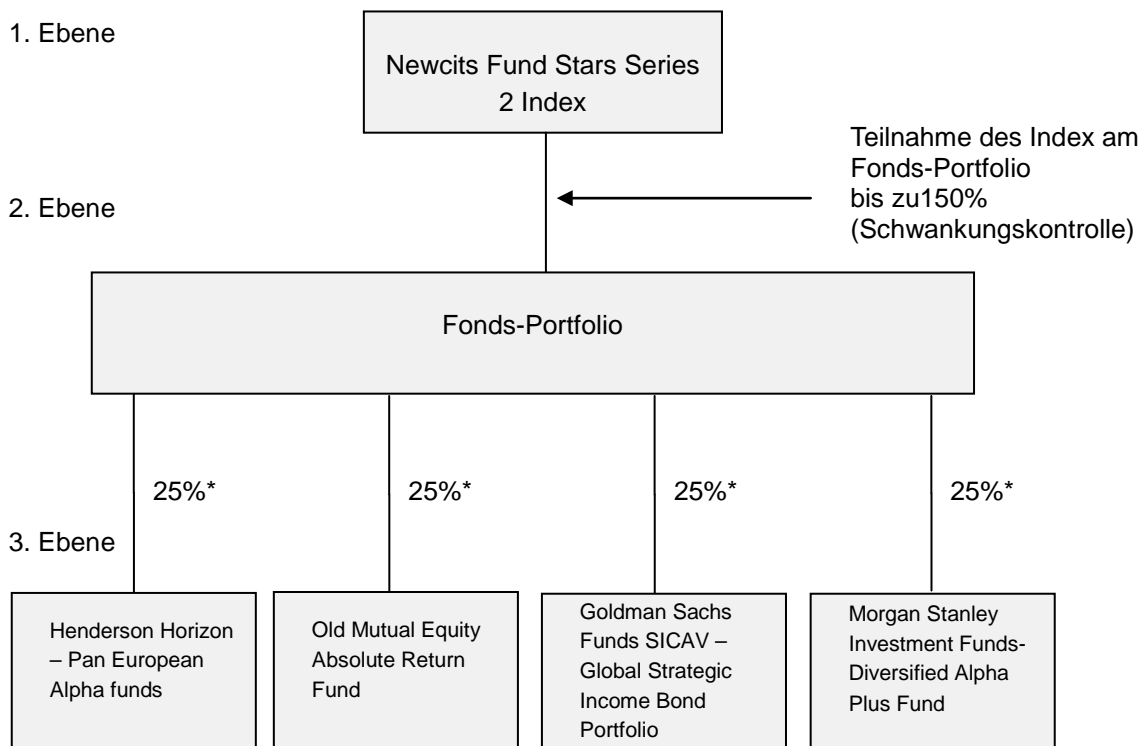 1. Ebene
Newcits Fund Stars Series
2 Index
Teilnahme des Index am
Fonds-Portfolio
bis zu150%
(Schwankungskontrolle)
2. Ebene
Fonds-Portfolio
25%*
25%*
25%*
25%*
3. Ebene
Henderson Horizon
– Pan European
Alpha funds
Old Mutual Equity
Absolute Return
Fund
Goldman Sachs
Funds SICAV –
Global Strategic
Income Bond
Portfolio
Morgan Stanley
Investment Funds-
Diversified Alpha
Plus Fund